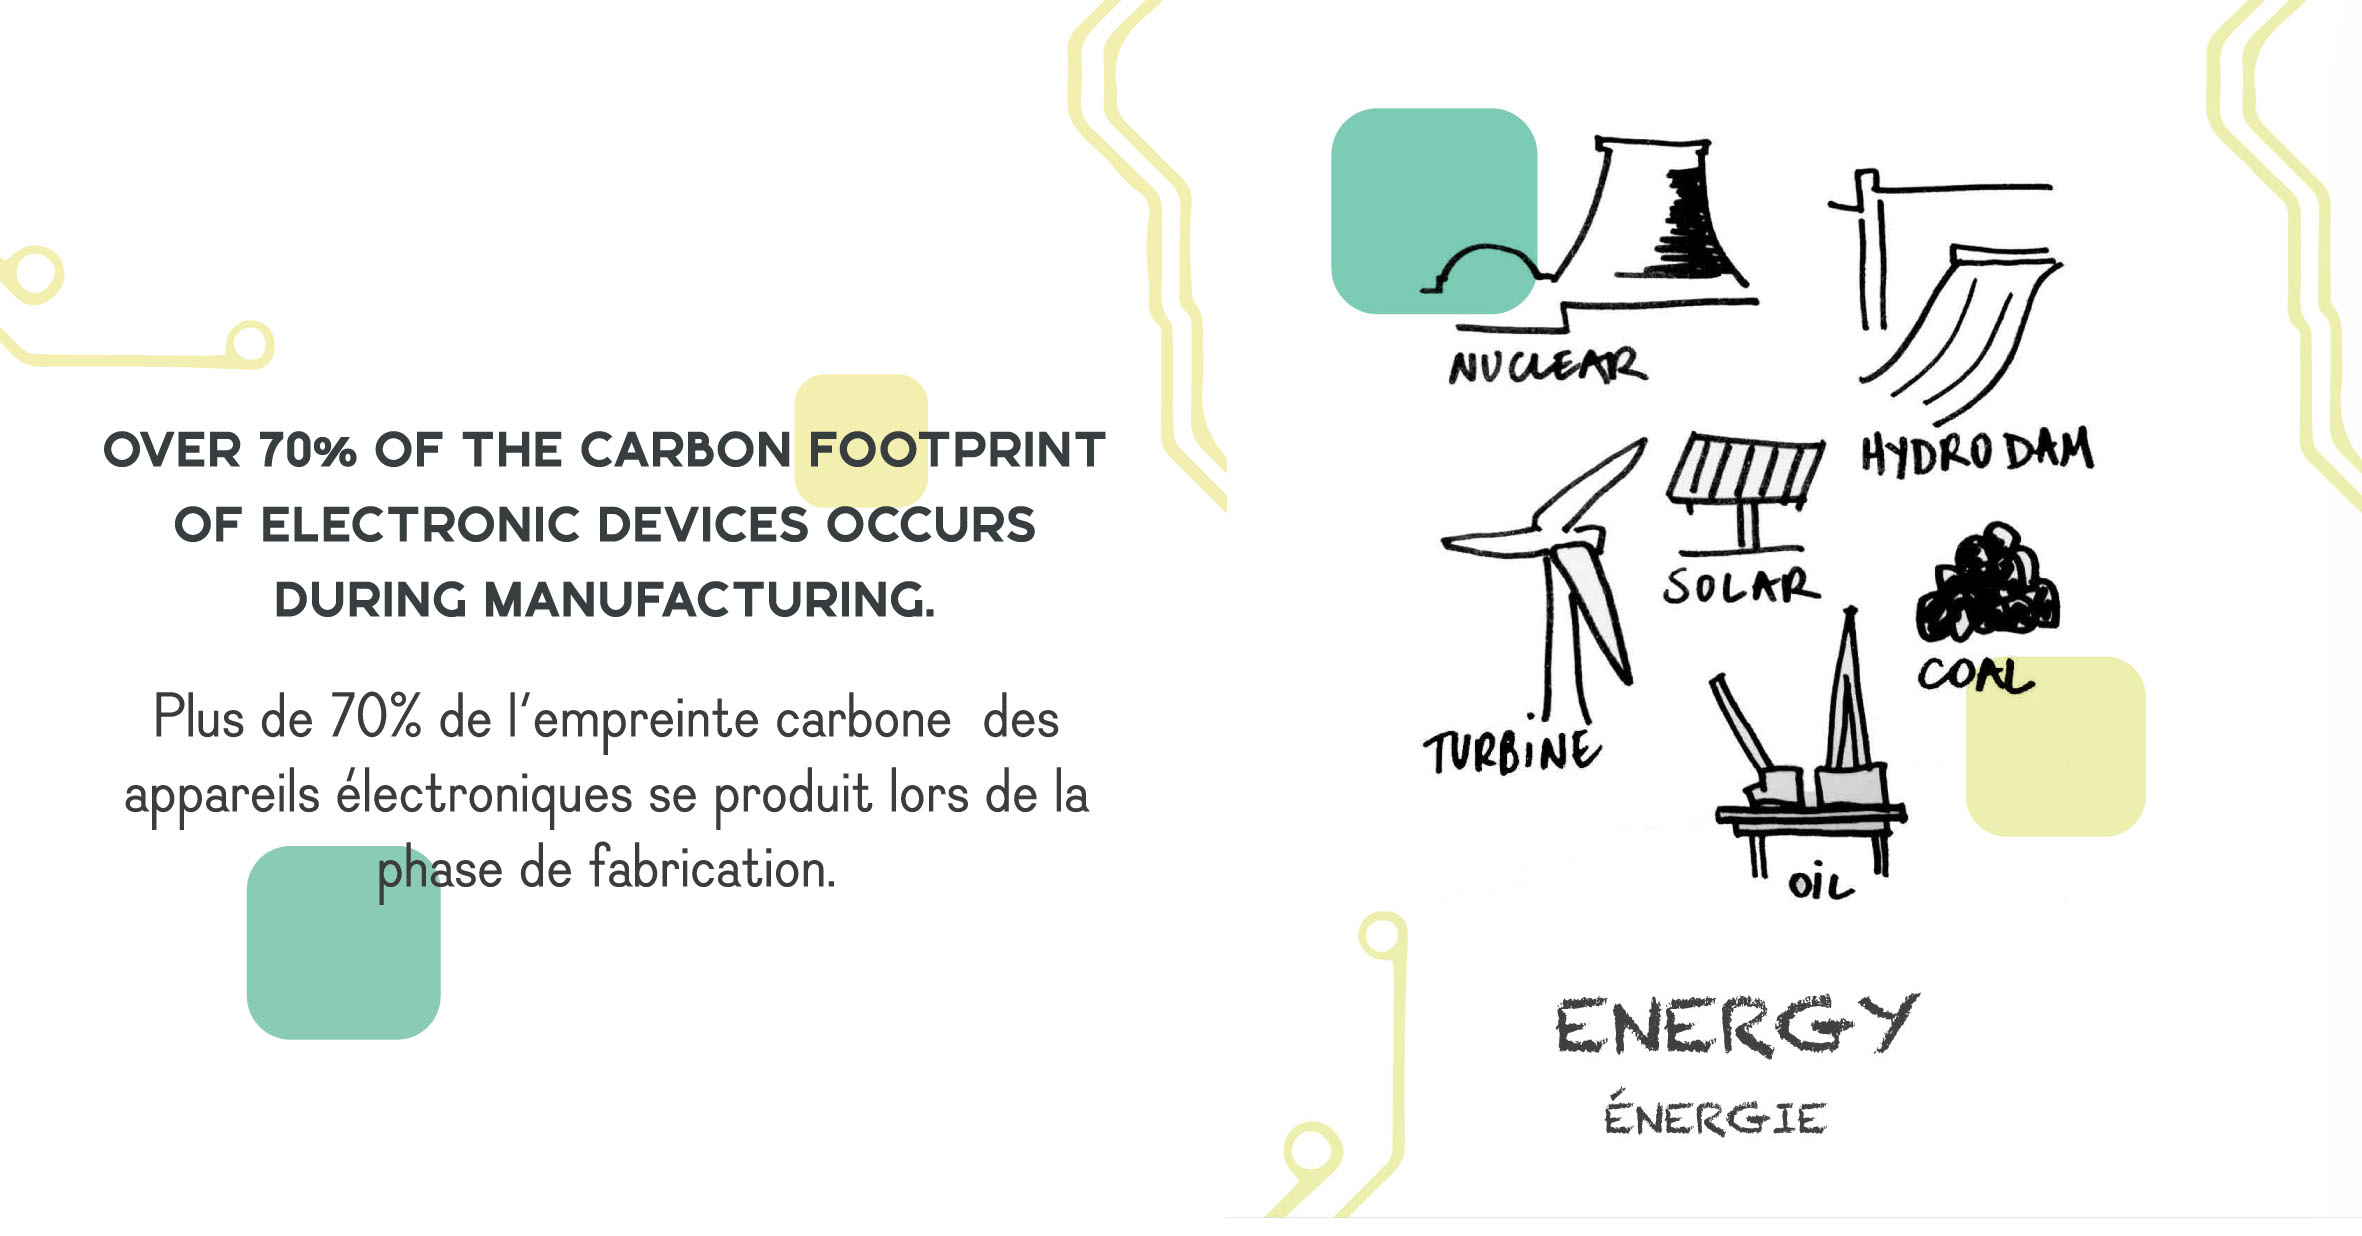 OVER 70% OF THE CARBON FOOTPRINT
OF ELECTRONIC DEVICES OCCURS
DURING MANUFACTURING.
Plus de 70% de l'empreinte carbone des
appareils électroniques se produit lors de la
phase de fabrication.
NUCLEAR
HYDRO DAM
SOLAR
COAL
TURBINE
OIL
ENERGY
ÉNERGIE